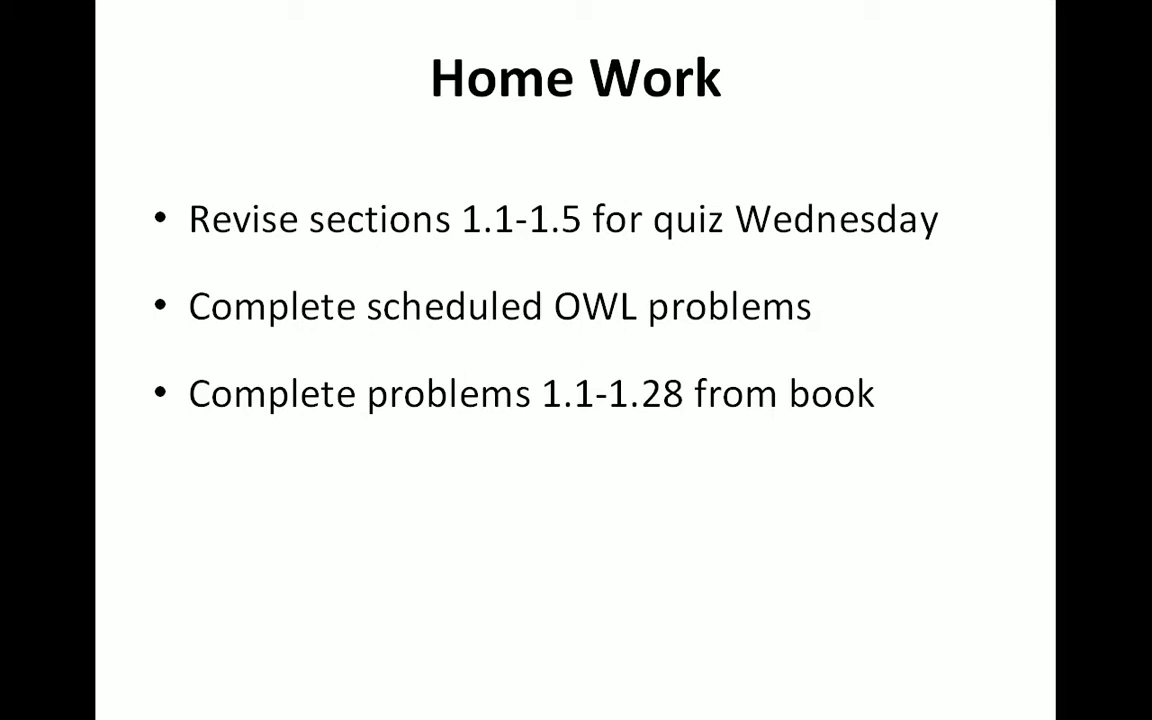 Home Work
• Revise sections 1.1-1.5 for quiz Wednesday
• Complete scheduled OWL problems
• Complete problems 1.1-1.28 from book